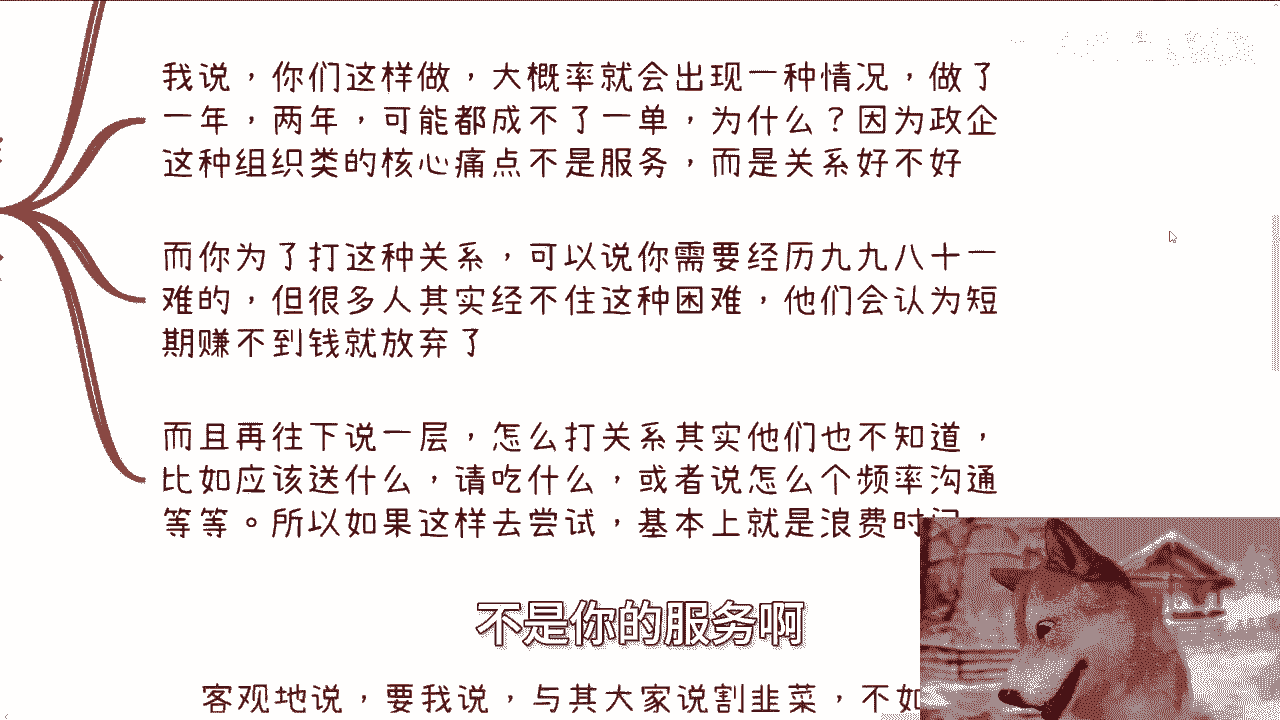 我说，你们这样做，大概率就会出现一种情况，做了
一年，两年，可能都成不了一单，为什么？因为政企
这种组织类的核心痛点不是服务，而是关系好不好
而你为了打这种关系，可以说你需要经历九九八十一
难的，但很多人其实经不住这种困难，他们会认为短
期赚不到钱就放弃了
而且再往下说一层，怎么打关系其实他们也不知道，
比如应该送什么，请吃什么，或者说怎么个频率沟通
等等。所以如果这样去尝试，基本上就是浪费时
不是你的服务啊
客观地说，要我说，与其大家说割韭菜，不如